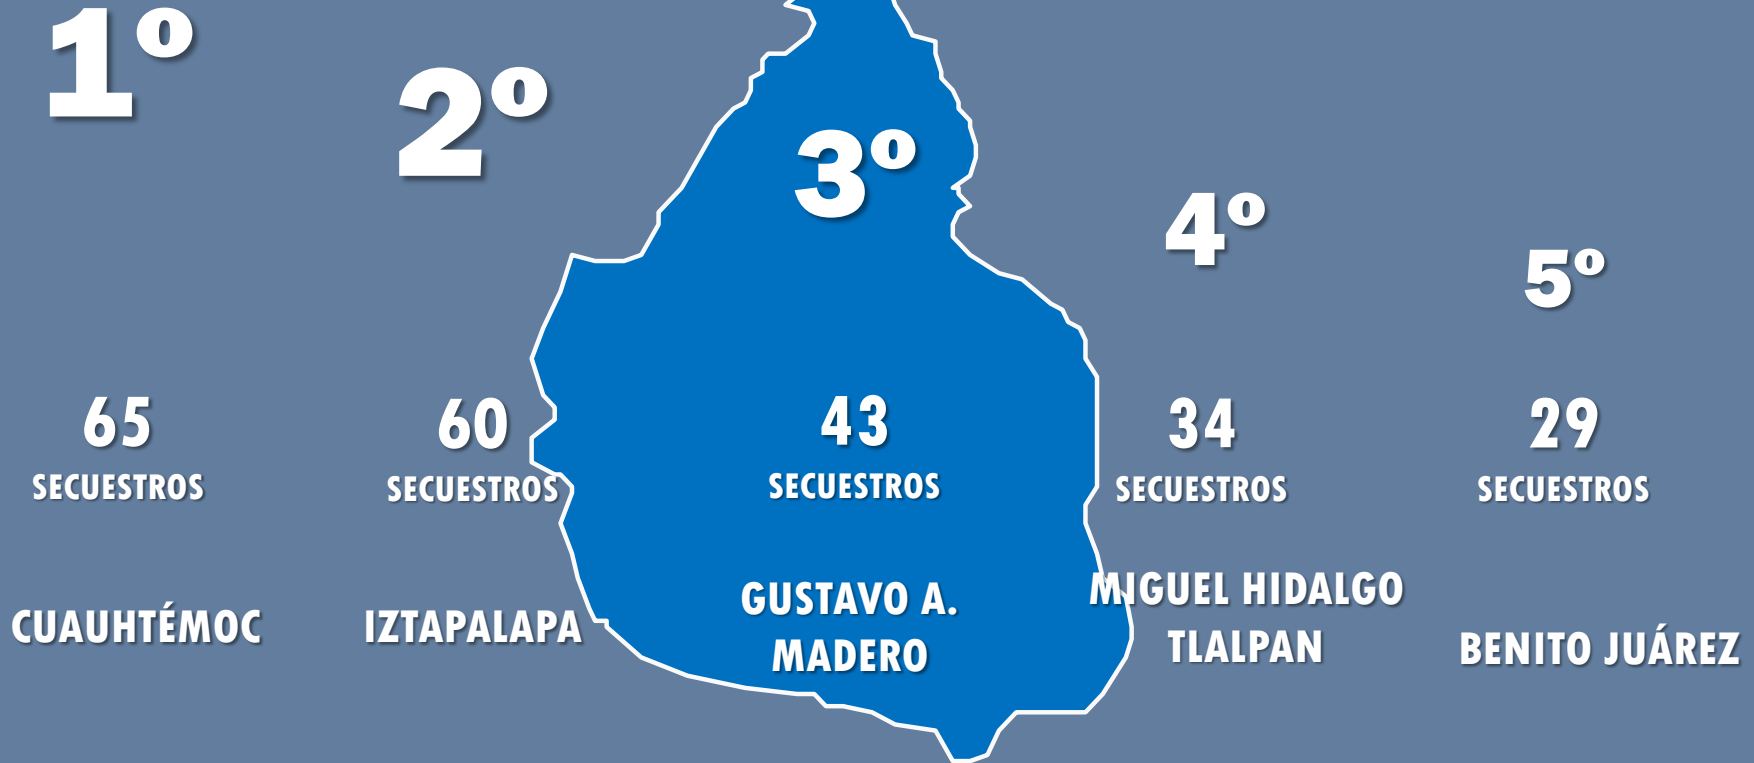 1º
65
SECUESTROS
CUAUHTÉMOC
2º
60
SECUESTROS
IZTAPALAPA
3º
43
SECUESTROS
GUSTAVO A.
MADERO
4º
34
SECUESTROS
MIGUEL HIDALGO
TLALPAN
5º
29
SECUESTROS
BENITO JUÁREZ